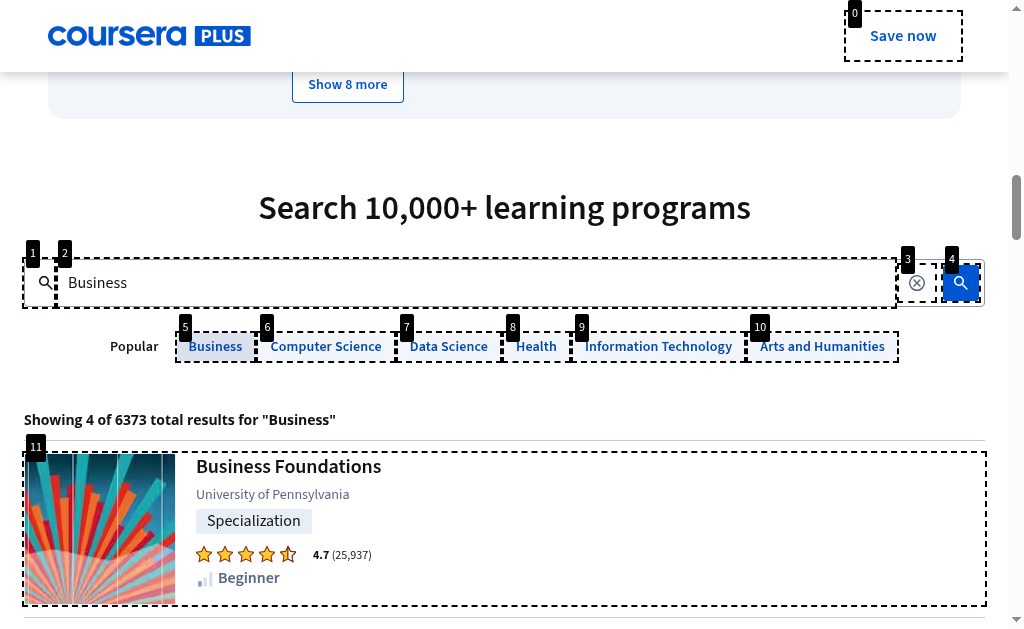 coursera PLUS
0
Save now
Show 8 more
Search 10,000+ learning programs
1
2
Business
3
4
Popular
5
Business
6
Computer Science
7
Data Science
8
Health
9
Information Technology
10
Arts and Humanities
Showing 4 of 6373 total results for "Business"
11
Business Foundations
University of Pennsylvania
Specialization
4.7 (25,937)
Beginner